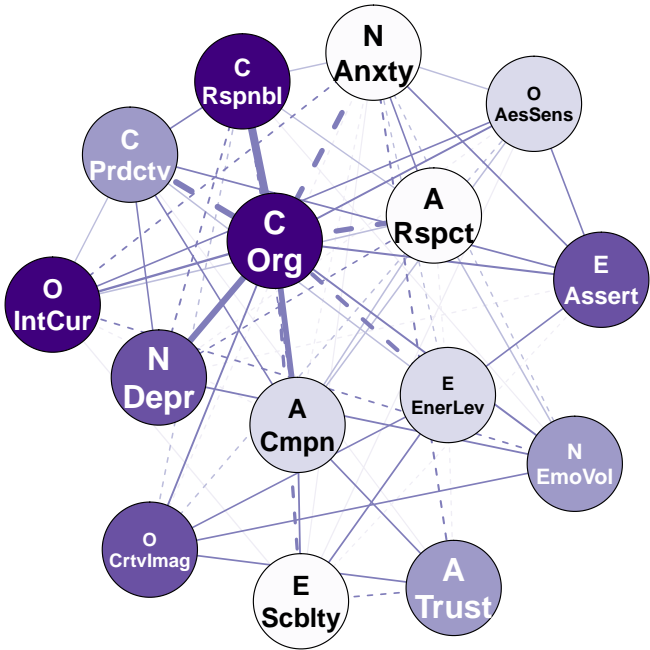 N
Anxty
C
Rspnbl
O
AesSens
C
Prdctv
A
Rspct
C
Org
E
Assert
O
IntCur
N
Depr
E
EnerLev
A
Cmpn
N
EmoVol
O
CrtvImag
A
Trust
E
Scblty